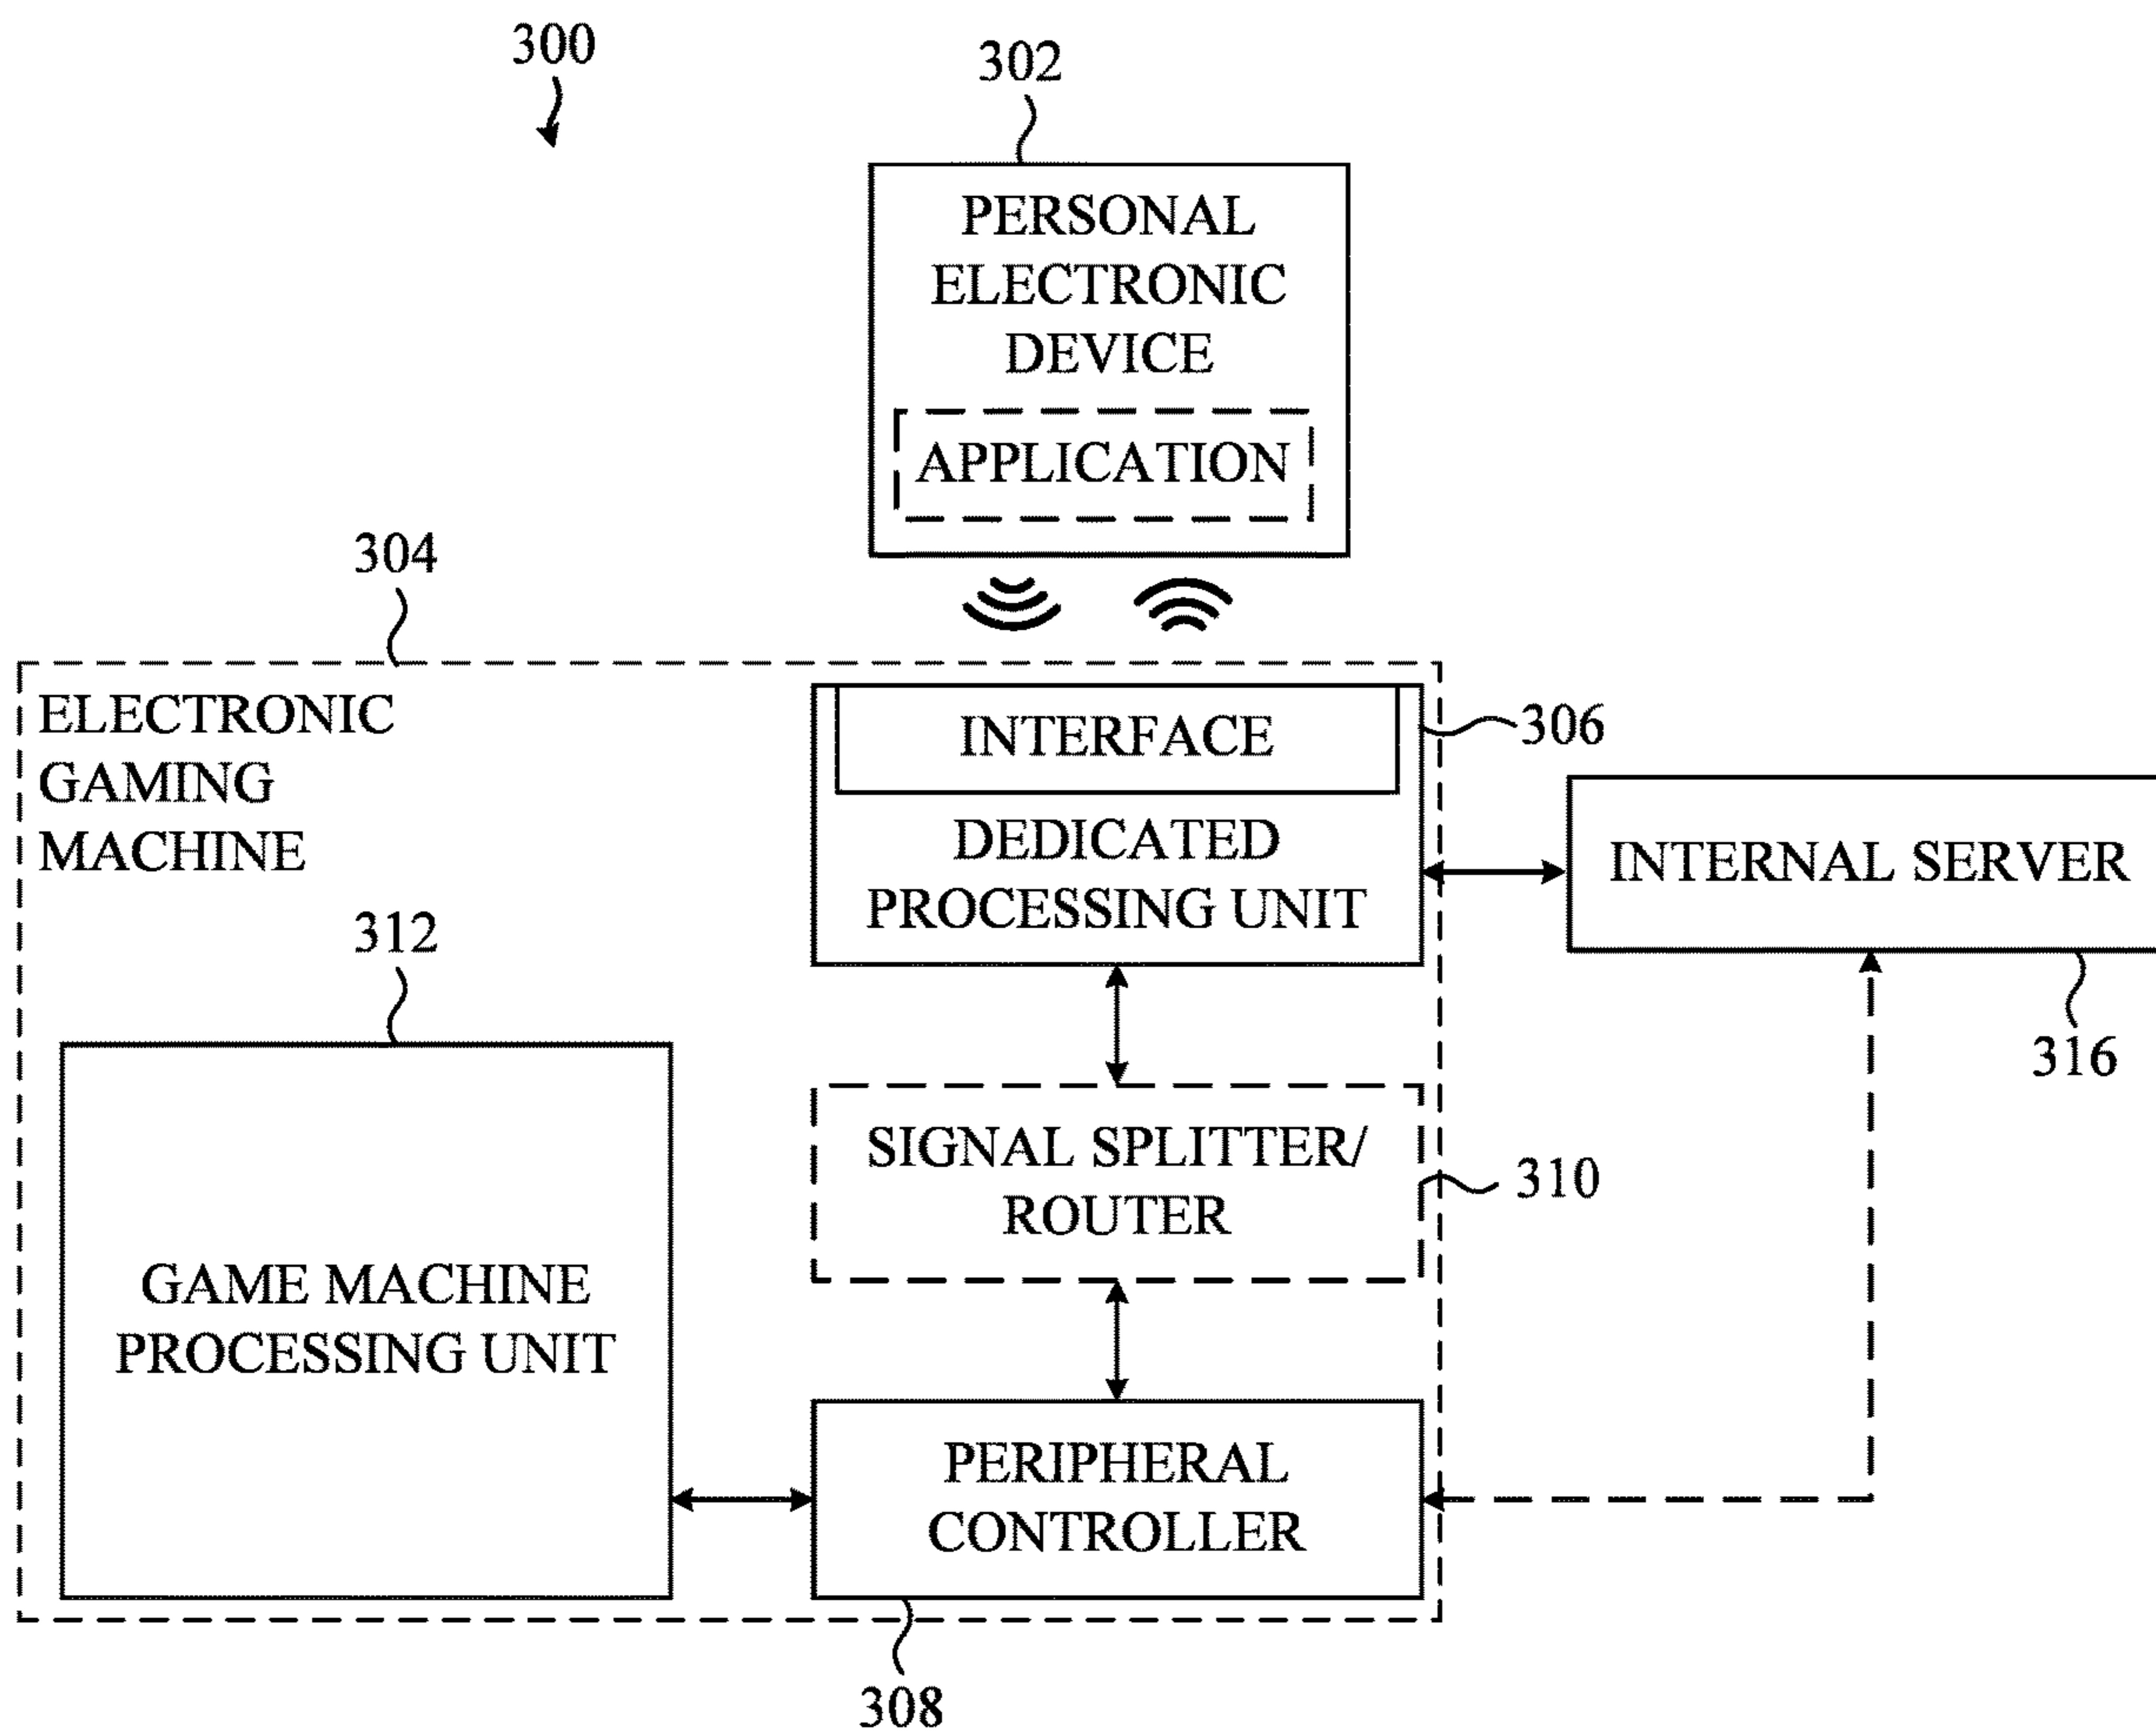 300
302
PERSONAL
ELECTRONIC
DEVICE
APPLICATION
304
ELECTRONIC
GAMING
MACHINE
INTERFACE
306
DEDICATED
PROCESSING UNIT
INTERNAL SERVER
316
312
SIGNAL SPLITTER/
ROUTER
310
GAME MACHINE
PROCESSING UNIT
PERIPHERAL
CONTROLLER
308